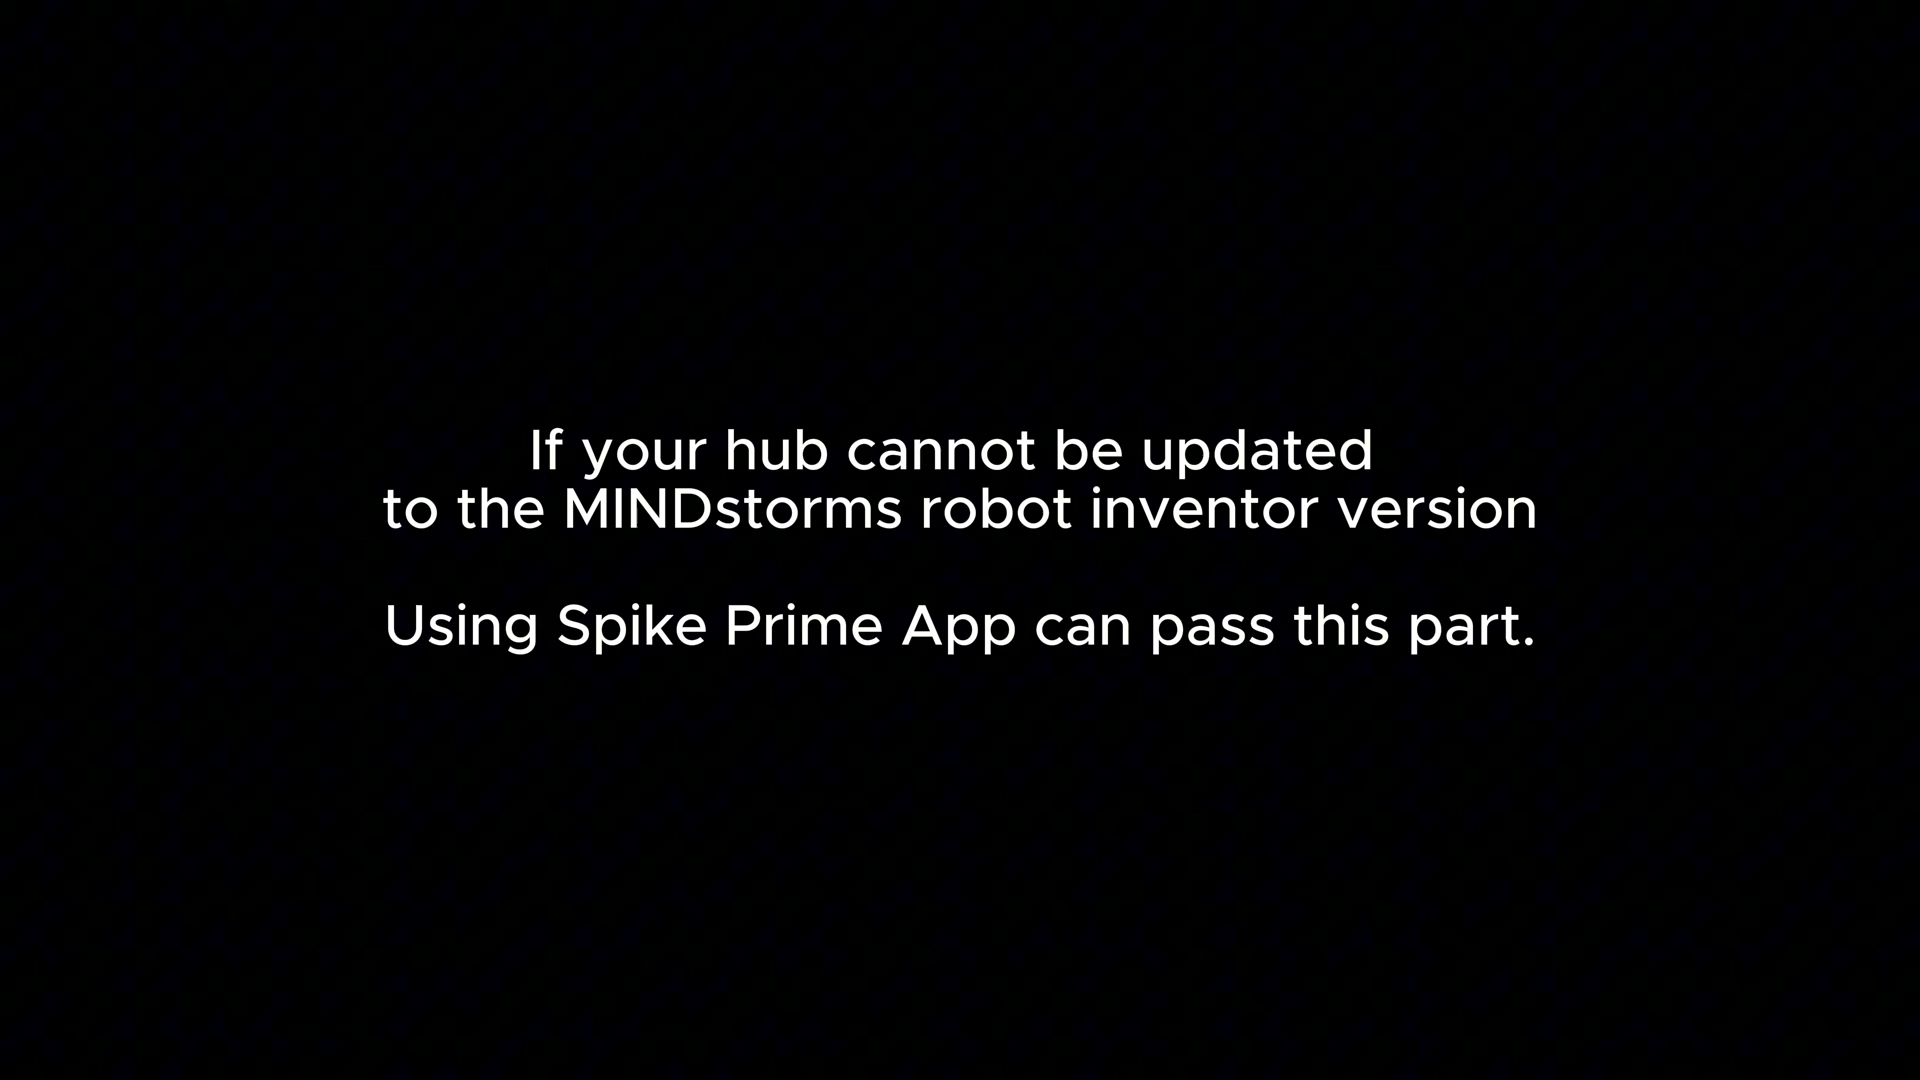 If your hub cannot be updated
to the MINDstorms robot inventor version
Using Spike Prime App can pass this part.